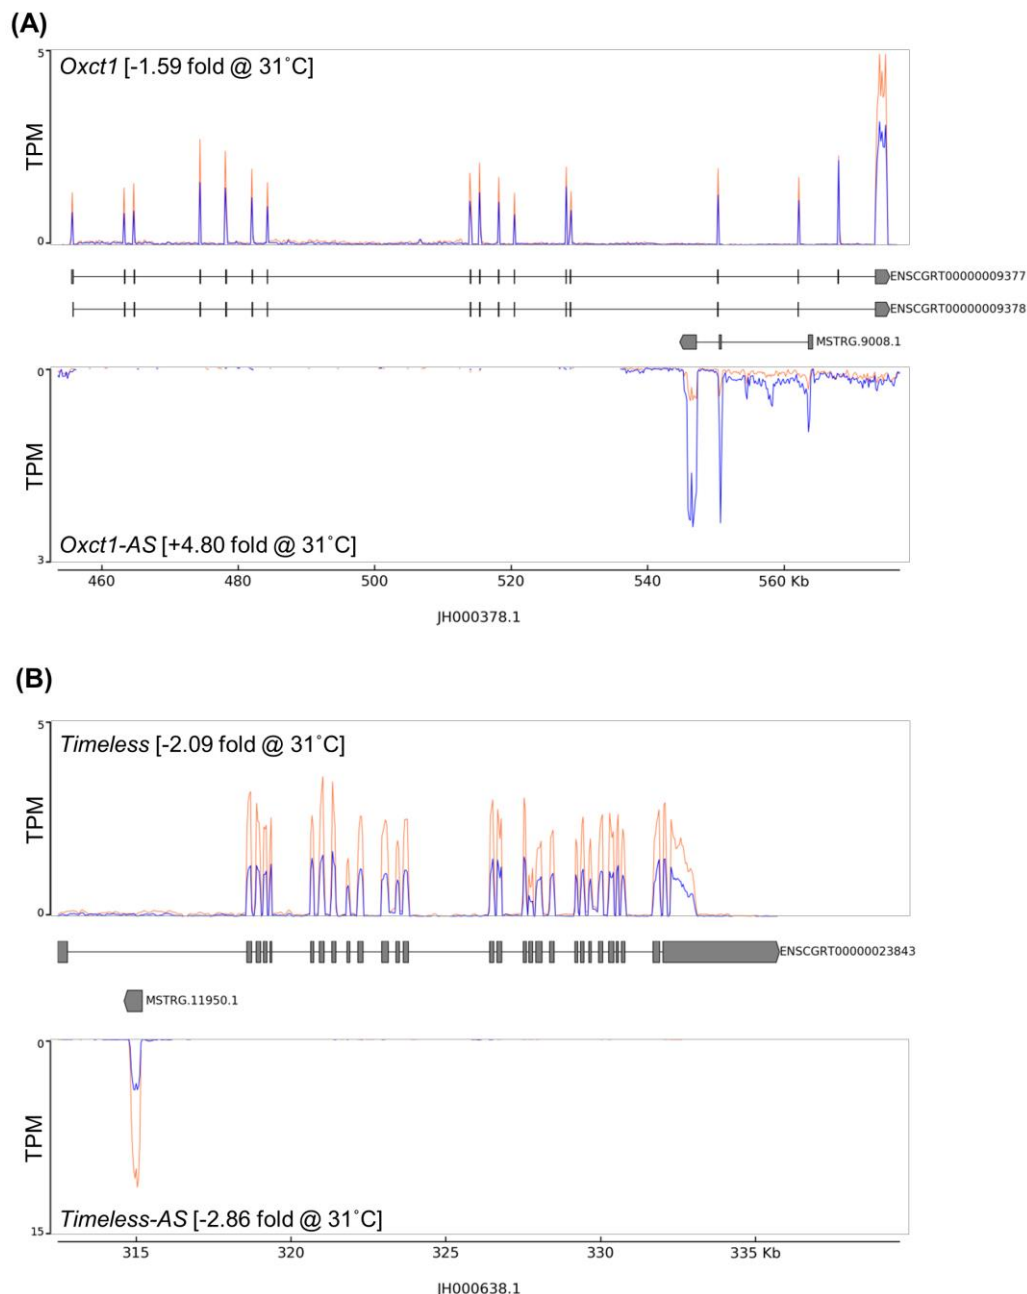 (A)
5
Oxct1 [-1.59 fold @ 31˚C]
TPM
0
ENSCGRT00000009377
ENSCGRT00000009378
MSTRG.9008.1
0
TPM
Oxct1-AS [+4.80 fold @ 31˚C]
3
460 480 500 520 540 560 Kb
JH000378.1
(B)
5
Timeless [-2.09 fold @ 31˚C]
TPM
0
ENSCGRT00000023843
MSTRG.11950.1
0
TPM
Timeless-AS [-2.86 fold @ 31˚C]
15
315 320 325 330 335 Kb
JH000638.1